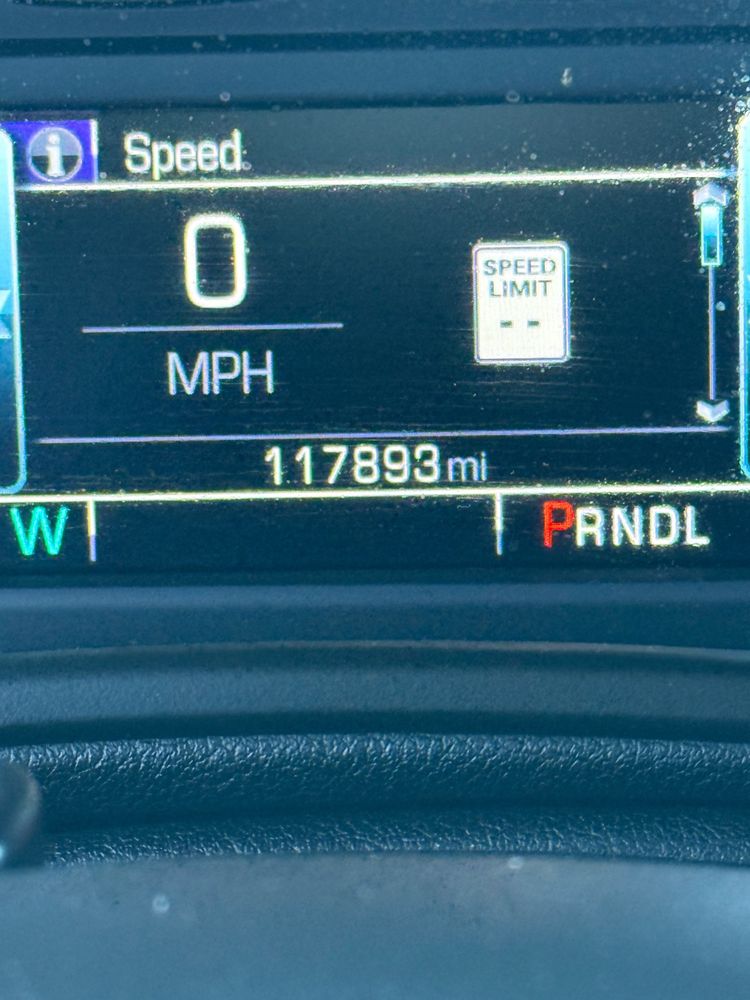 i Speed
0
SPEED
LIMIT
--
MPH
117893 mi
W PRNDL